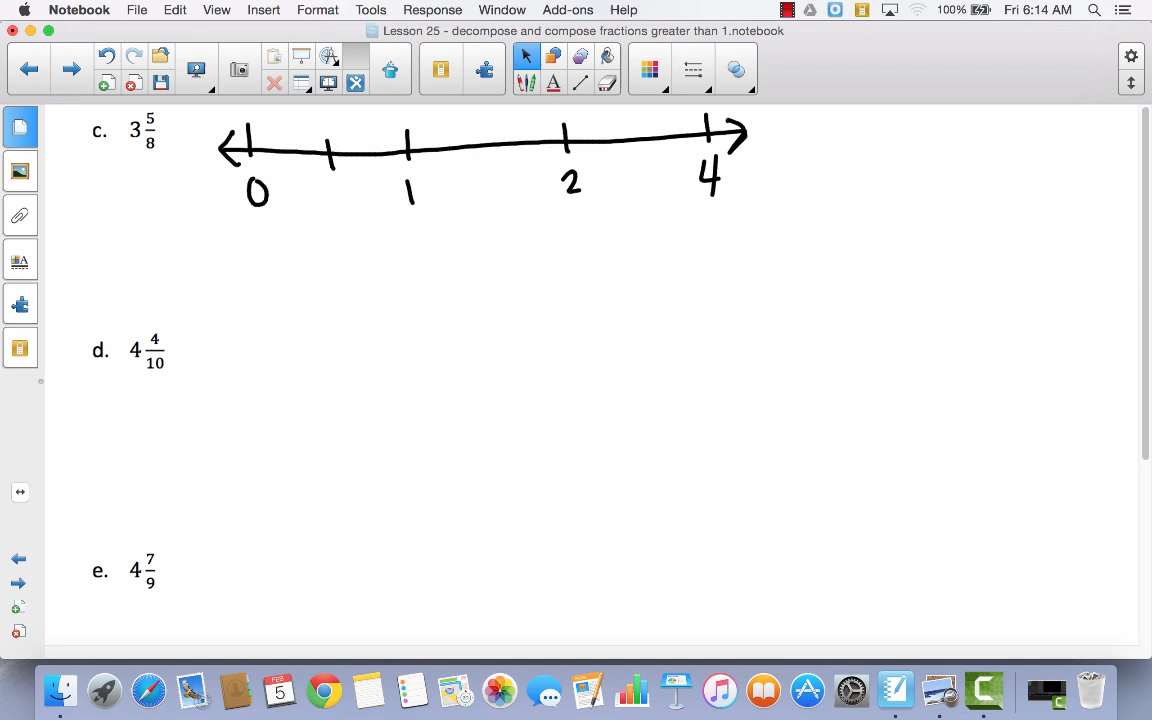 Notebook File Edit View Insert Format Tools Response Window Add-ons Help 100% Fri 6:14 AM
Lesson 25 - decompose and compose fractions greater than 1.notebook
c. 3 5/8
0 1 2 4
d. 4 4/10
e. 4 7/9
FEB
5